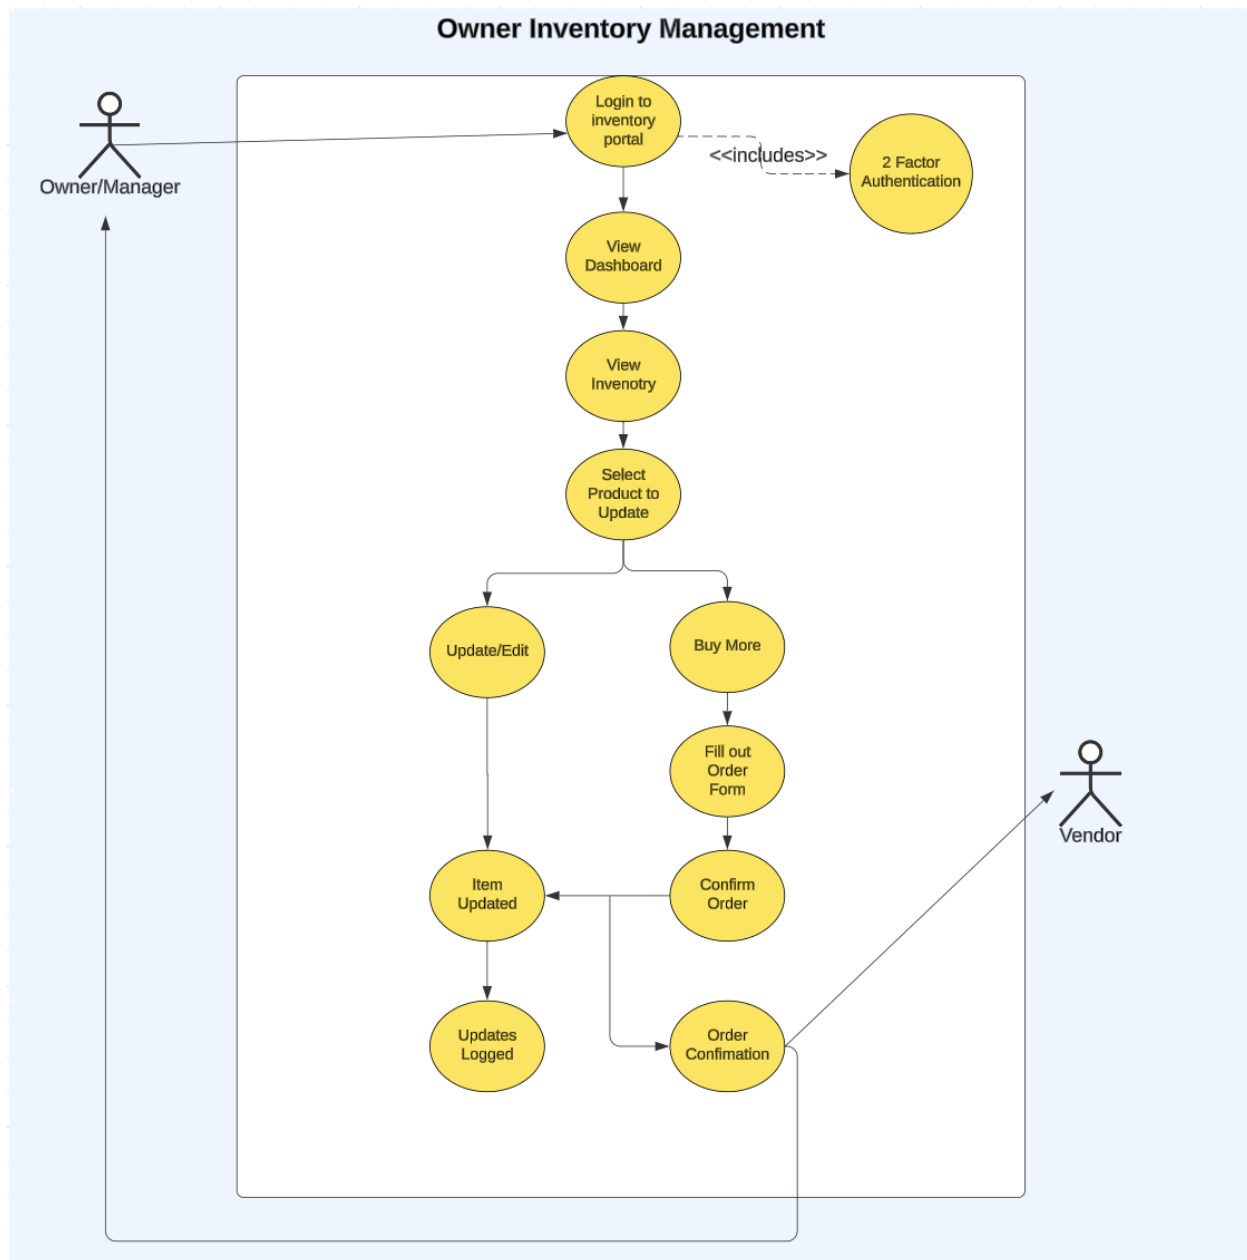 Owner Inventory Management
Login to
inventory
portal
<<includes>>
2 Factor
Authentication
Owner/Manager
View
Dashboard
View
Invenotry
Select
Product to
Update
Update/Edit
Buy More
Fill out
Order
Form
Vendor
Item
Updated
Confirm
Order
Updates
Logged
Order
Confimation